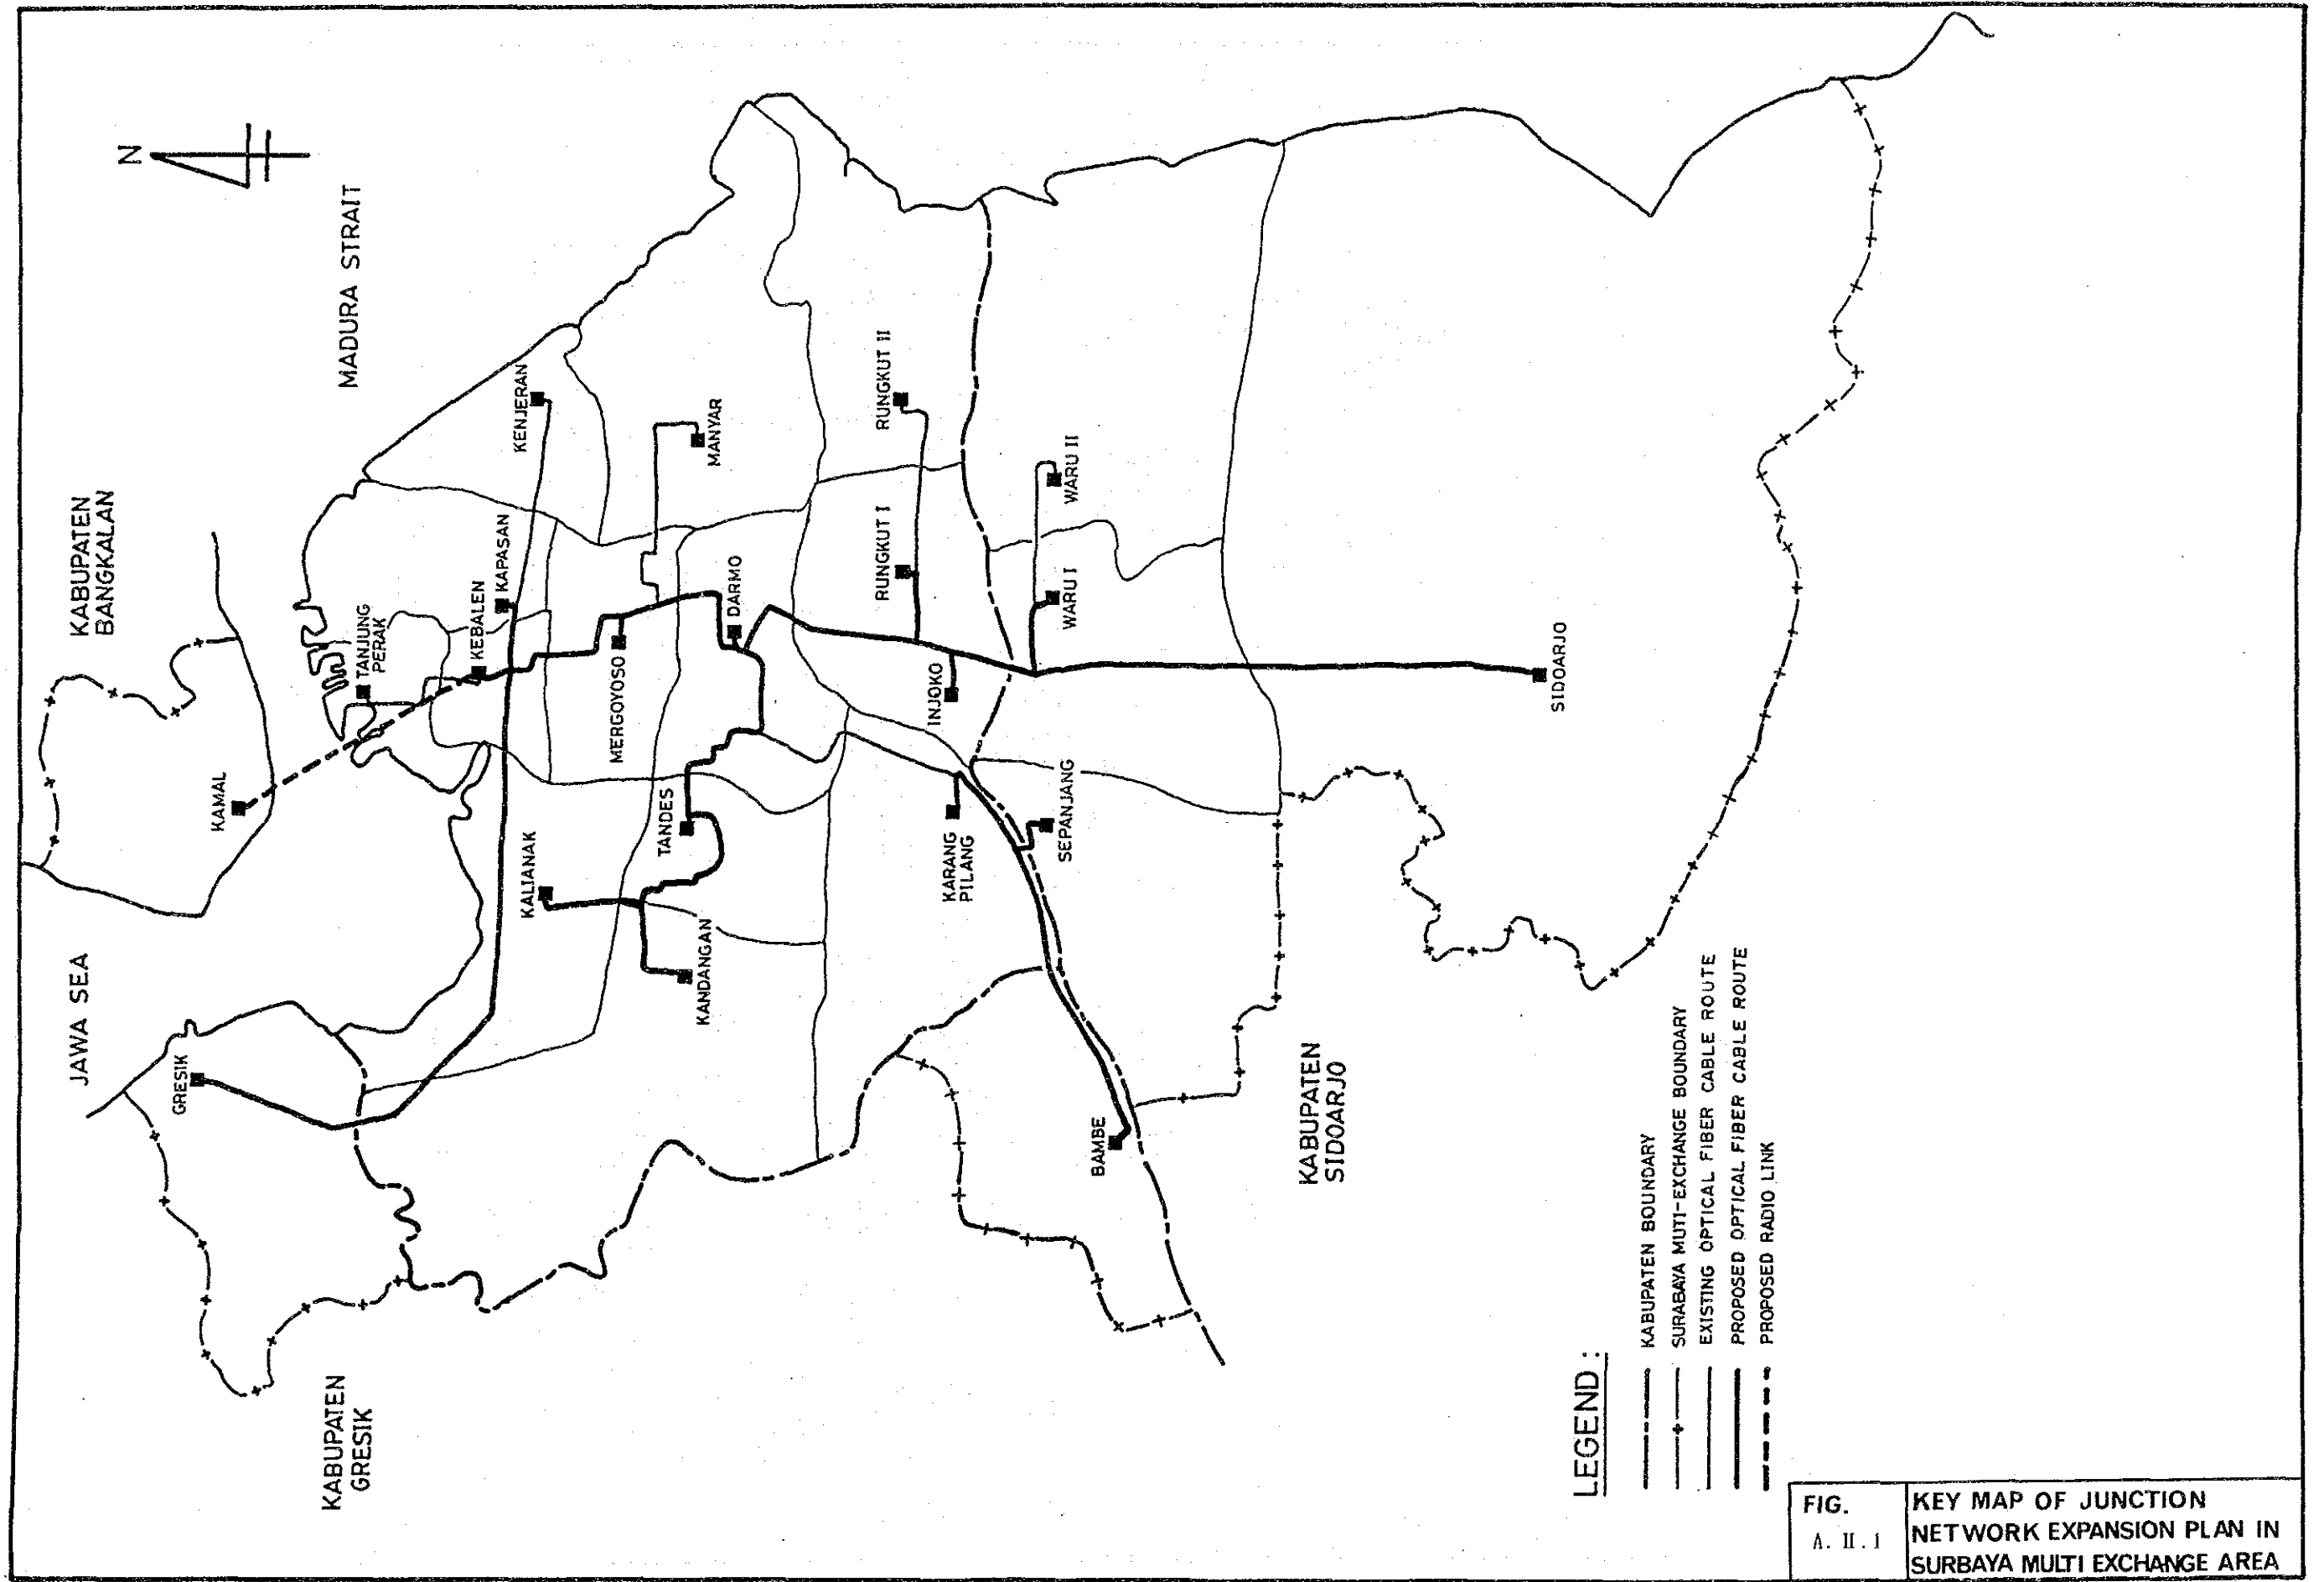 N
MADURA STRAIT
KABUPATEN
BANGKALAN
JAWA SEA
KAMAL
GRESIK
TANJUNG
PERAK
KEBALEN
KAPASAN
KENJERAN
KALIANAK
MERGOYOSO
MANYAR
DARMO
TANDES
KANDANGAN
RUNGKUT I
RUNGKUT II
INJOKO
KARANG
PILANG
WARU I
WARU II
SEPANJANG
BAMBE
SIDOARJO
KABUPATEN
GRESIK
KABUPATEN
SIDOARJO
LEGEND :
KABUPATEN BOUNDARY
SURABAYA MUTI-EXCHANGE BOUNDARY
EXISTING OPTICAL FIBER CABLE ROUTE
PROPOSED OPTICAL FIBER CABLE ROUTE
PROPOSED RADIO LINK
FIG.
A. II. 1
KEY MAP OF JUNCTION
NETWORK EXPANSION PLAN IN
SURBAYA MULTI EXCHANGE AREA